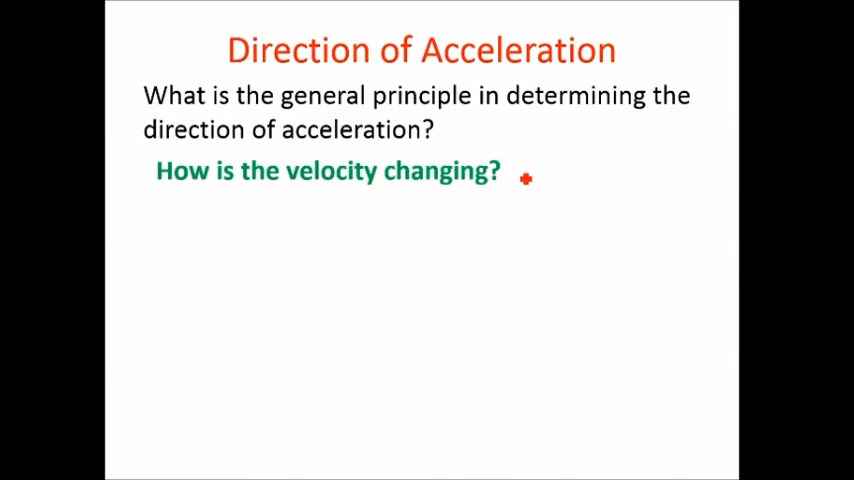 Direction of Acceleration
What is the general principle in determining the
direction of acceleration?
How is the velocity changing?